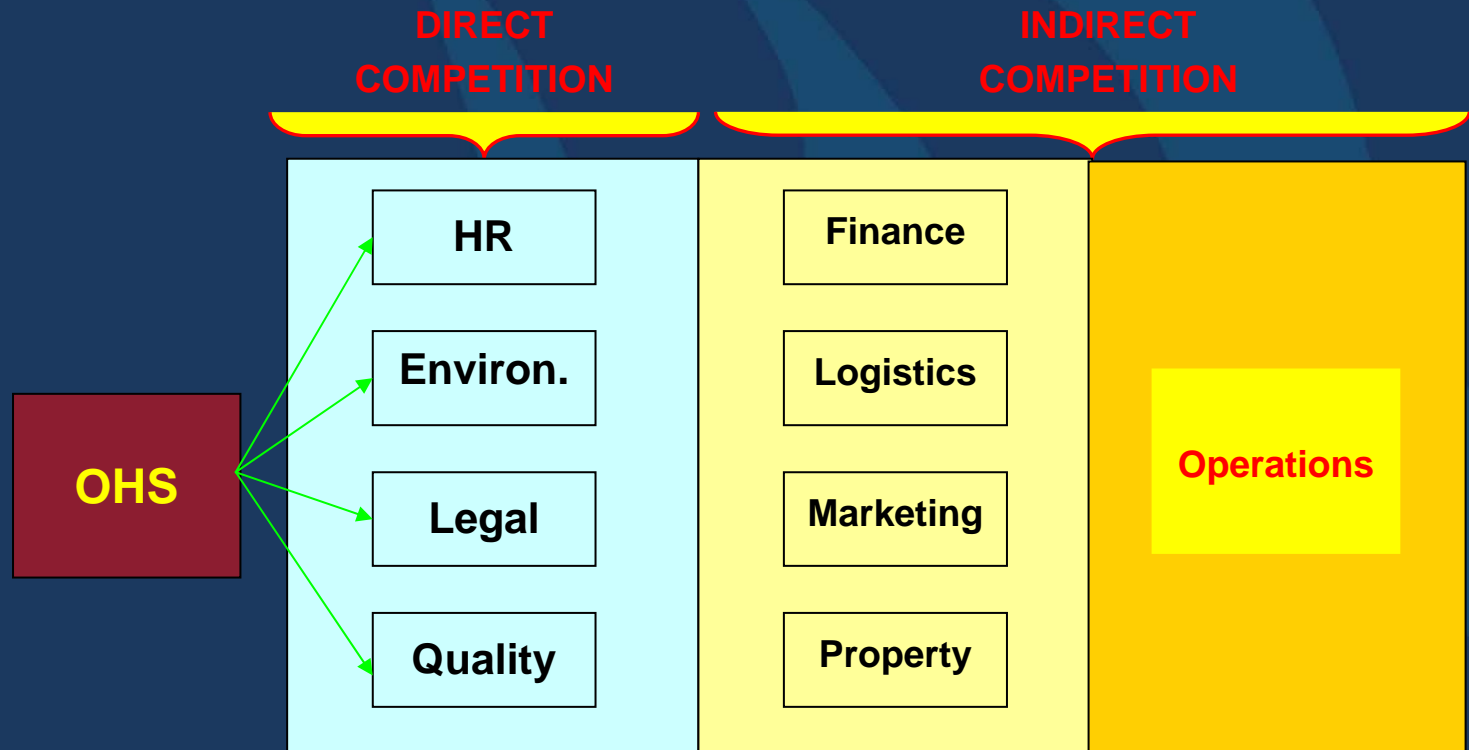 DIRECT
COMPETITION
INDIRECT
COMPETITION
OHS
HR
Environ.
Legal
Quality
Finance
Logistics
Marketing
Property
Operations